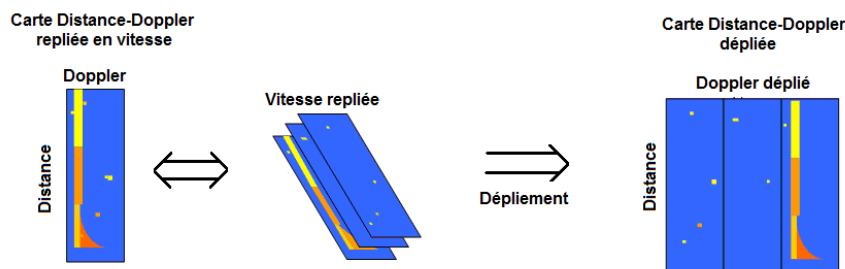 Carte Distance-Doppler
repliée en vitesse
Doppler
Distance
Vitesse repliée
Dépliement
Carte Distance-Doppler
dépliée
Doppler déplié
Distance